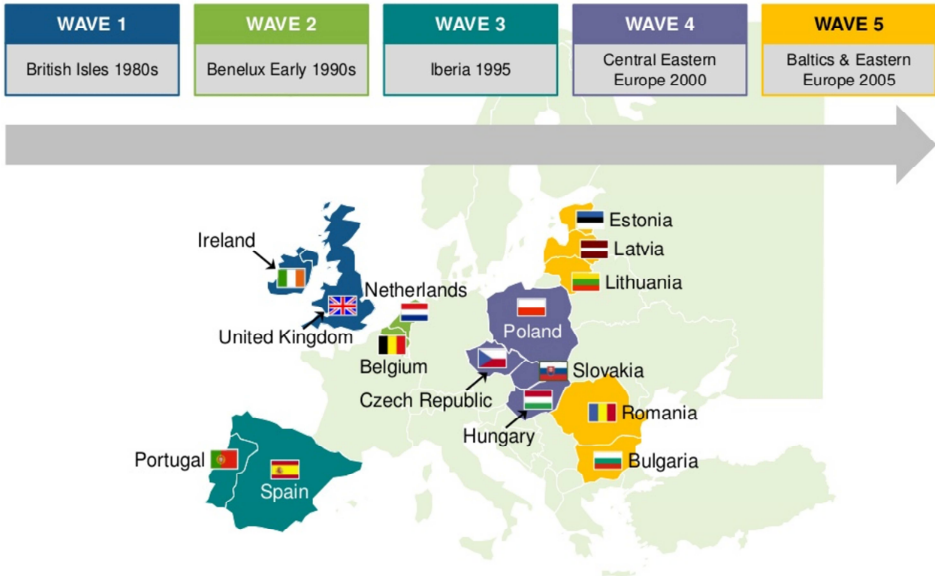 WAVE 1
British Isles 1980s
WAVE 2
Benelux Early 1990s
WAVE 3
Iberia 1995
WAVE 4
Central Eastern
Europe 2000
WAVE 5
Baltics & Eastern
Europe 2005
Estonia
Ireland
Latvia
Lithuania
Netherlands
United Kingdom
Poland
Belgium
Slovakia
Czech Republic
Romania
Hungary
Portugal
Bulgaria
Spain